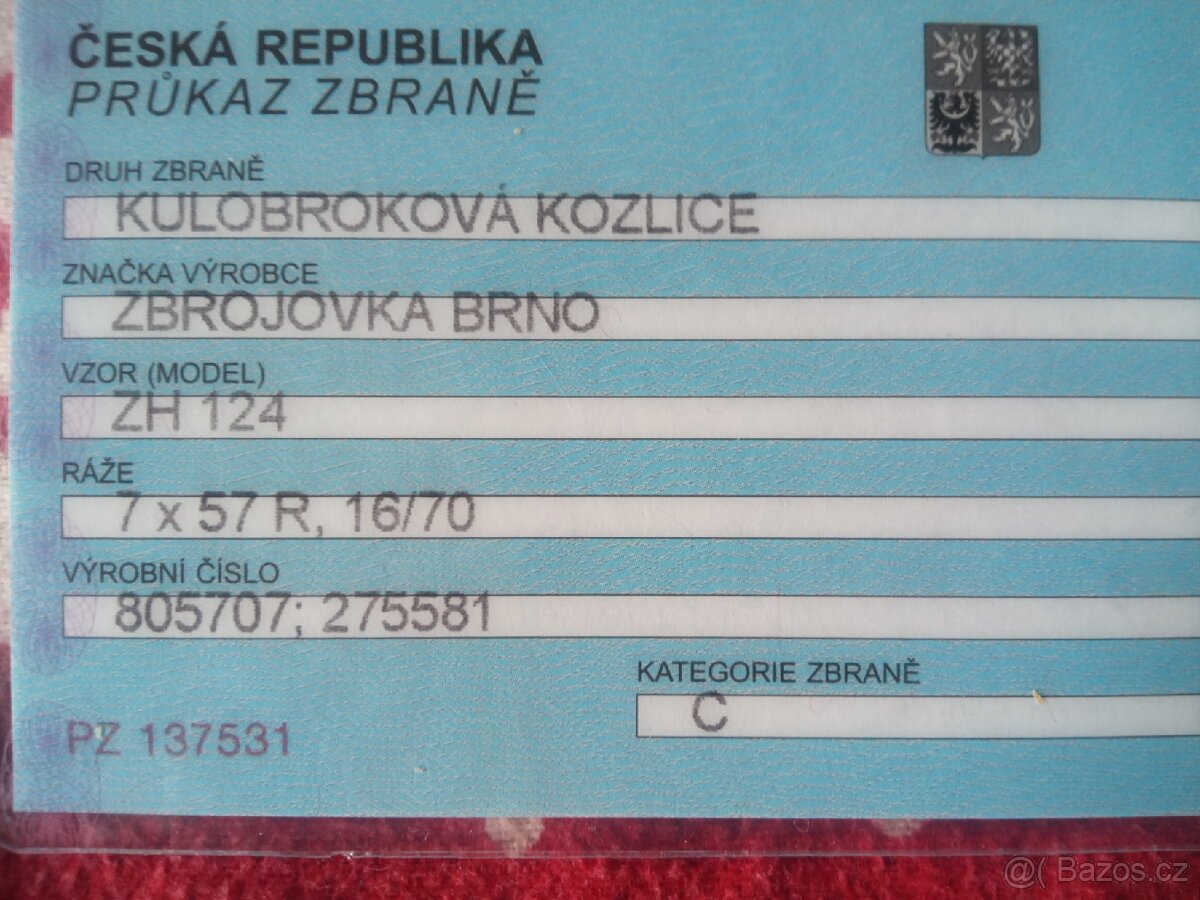 ČESKÁ REPUBLIKA
PRŮKAZ ZBRANĚ
DRUH ZBRANĚ
KULOBROKOVÁ KOZLICE
ZNAČKA VÝROBCE
ZBROJOVKA BRNO
VZOR (MODEL)
ZH 124
RÁŽE
7 x 57 R, 16/70
VÝROBNÍ ČÍSLO
805707; 275581
KATEGORIE ZBRANĚ
C
PZ 137531
@( Bazos.cz